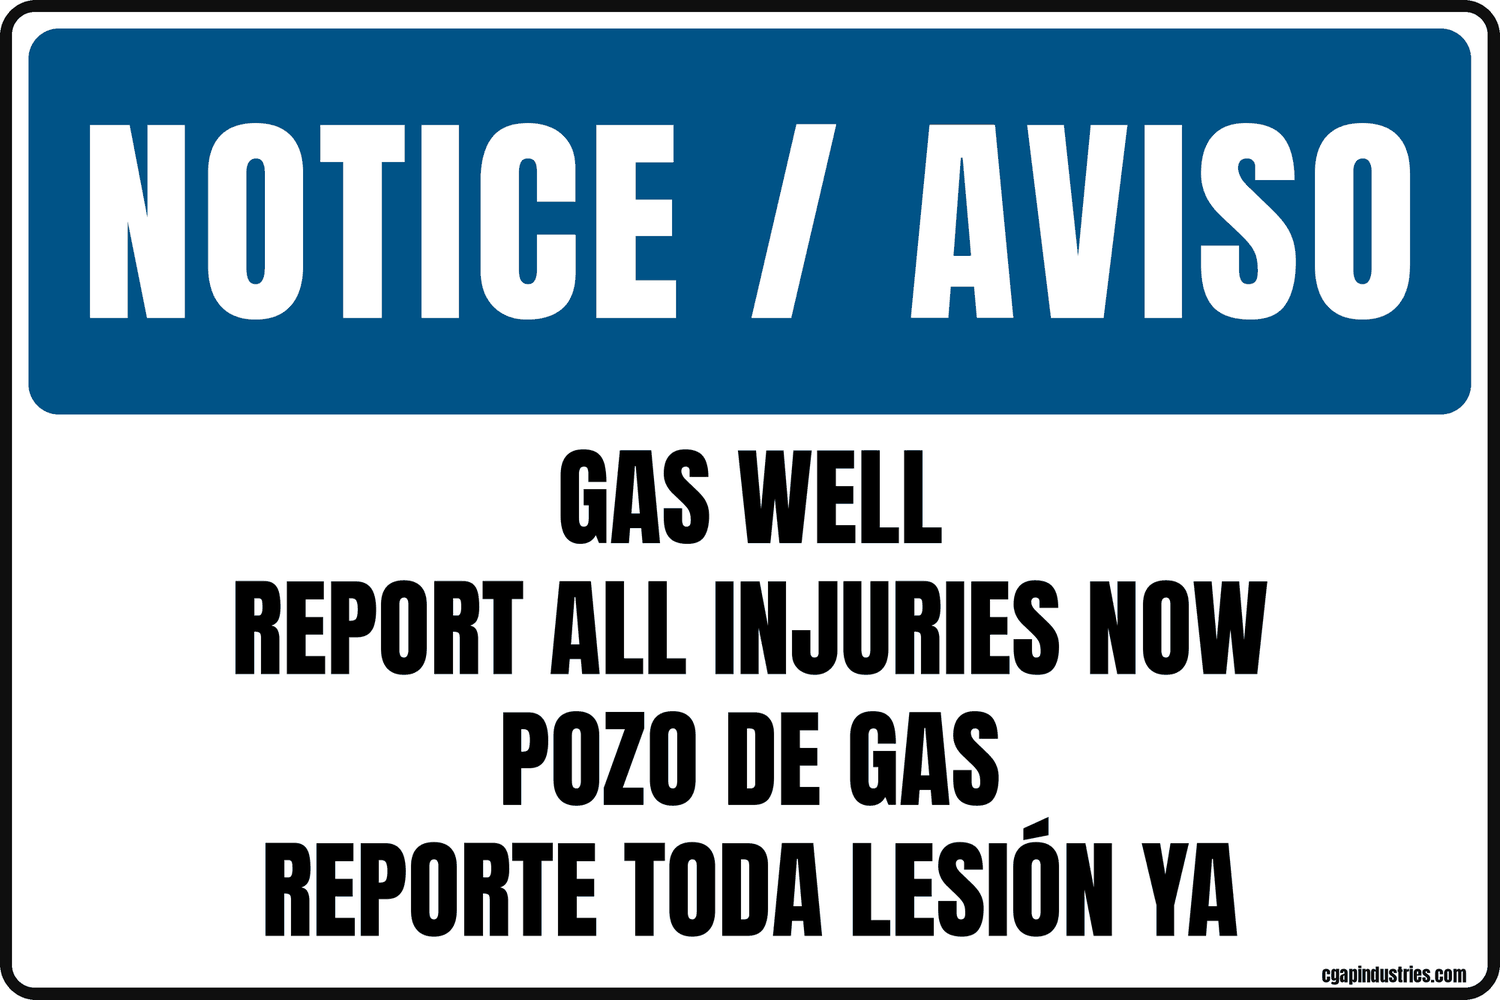 NOTICE / AVISO
GAS WELL
REPORT ALL INJURIES NOW
POZO DE GAS
REPORTE TODA LESIÓN YA
cgapindustries.com